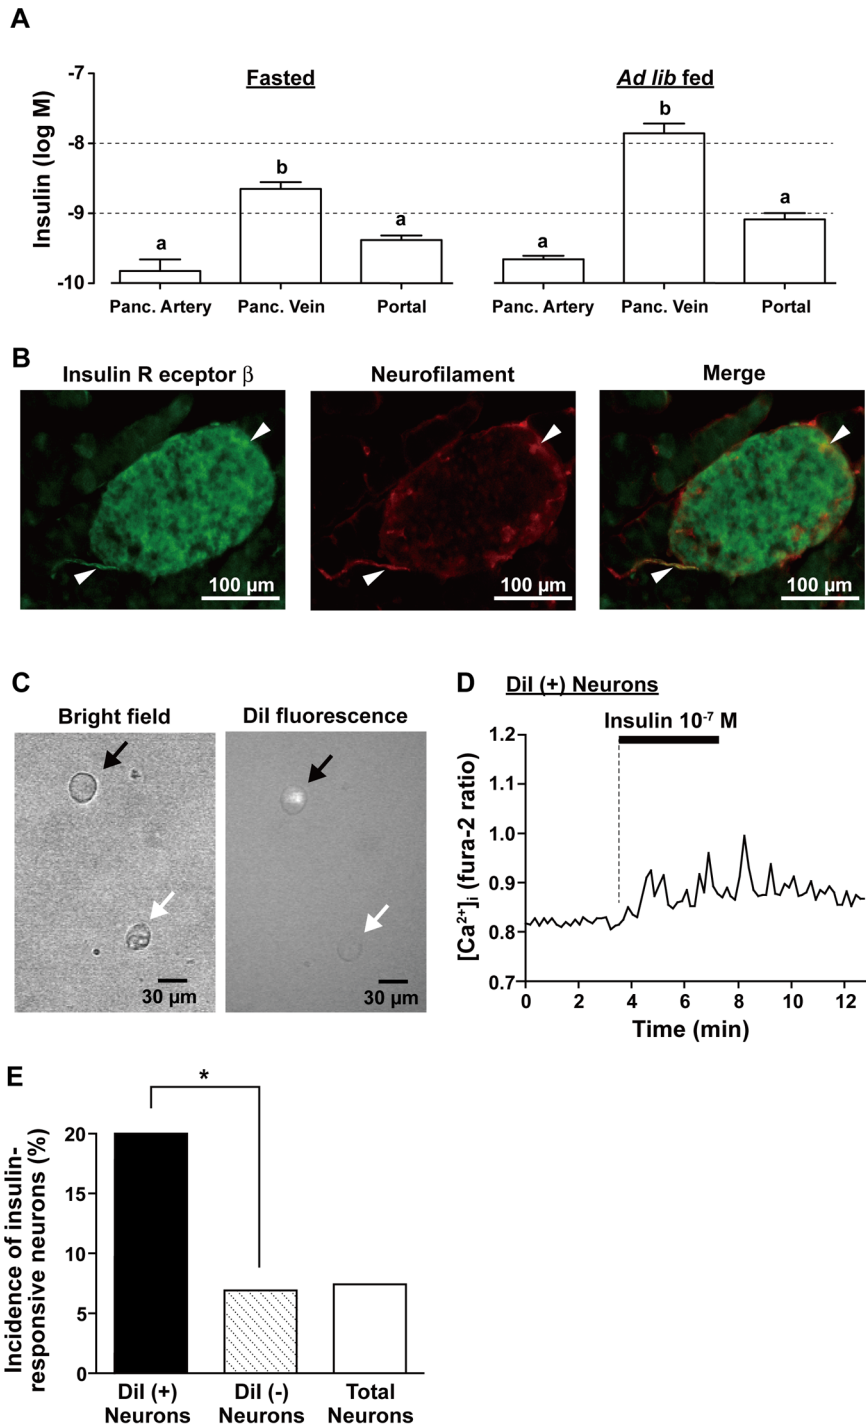 A
Fasted
Ad lib fed
Insulin (log M)
-7
-8
-9
-10
a
b
a
a
b
a
Panc. Artery
Panc. Vein
Portal
Panc. Artery
Panc. Vein
Portal
B
Insulin R eceptor β
Neurofilament
Merge
100 µm
100 µm
100 µm
C
Bright field
DiI fluorescence
30 µm
30 µm
D
DiI (+) Neurons
Insulin 10⁻⁷ M
[Ca²⁺]ᵢ (fura-2 ratio)
1.2
1.1
1.0
0.9
0.8
0.7
0
2
4
6
8
10
12
Time (min)
E
*
Incidence of insulin-
responsive neurons (%)
20
15
10
5
0
DiI (+)
Neurons
DiI (-)
Neurons
Total
Neurons